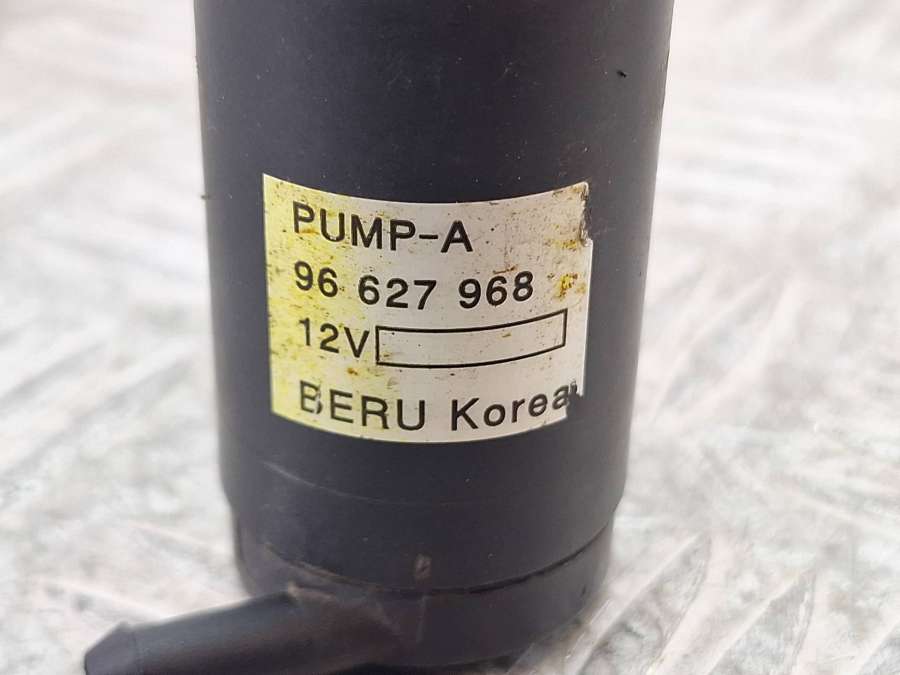 PUMP-A
96 627 968
12V
BERU Korea